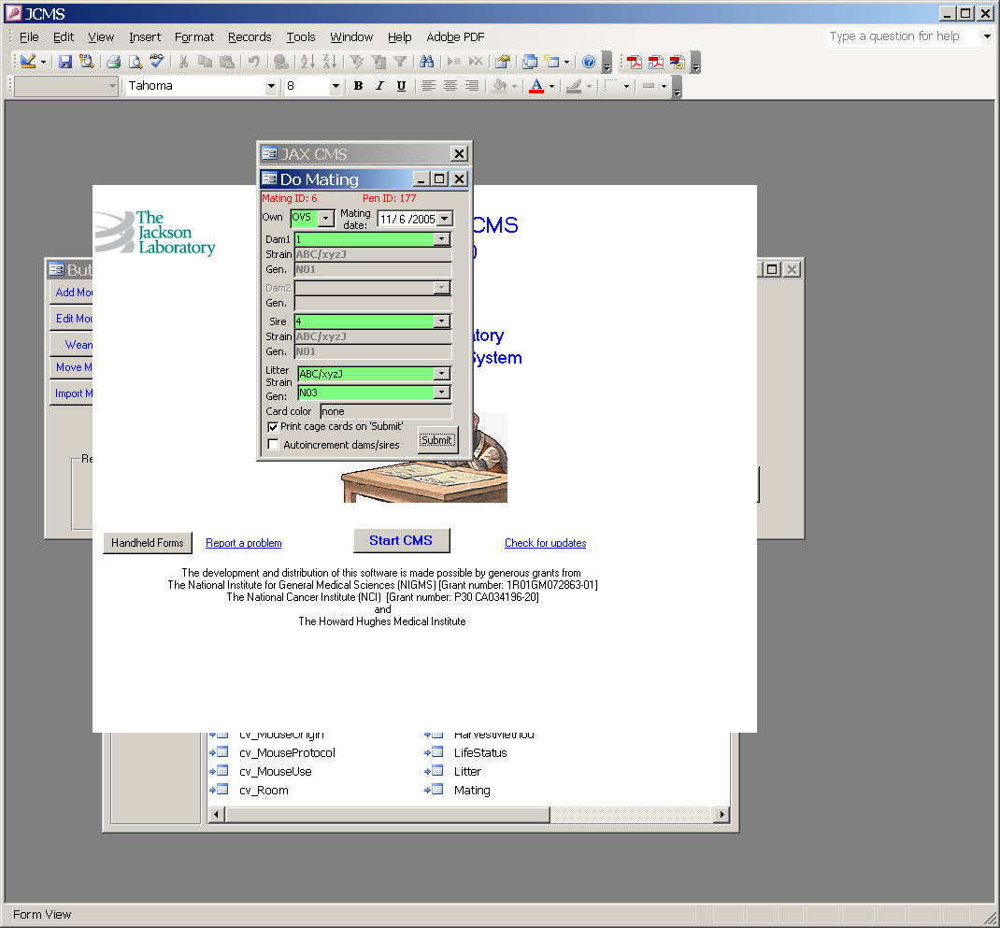 JCMS
File Edit View Insert Format Records Tools Window Help Adobe PDF
Type a question for help
Tahoma 8 B I U
JAX CMS
Do Mating
Mating ID: 6 Pen ID: 177
Own OVS Mating date: 11/ 6 /2005
Dam1 1
Strain ABC/xyzJ
Gen. N01
Dam2
Gen.
Sire 4
Strain ABC/xyzJ
Gen. N01
Litter Strain ABC/xyzJ
Gen: N03
Card color none
Print cage cards on 'Submit'
Autoincrement dams/sires
Submit
The
Jackson
Laboratory
CMS
System
Add
Edit
Wean
Move
Import
Handheld Forms Report a problem Start CMS Check for updates
The development and distribution of this software is made possible by generous grants from
The National Institute for General Medical Sciences (NIGMS) [Grant number: 1R01GM072863-01]
The National Cancer Institute (NCI) [Grant number: P30 CA034196-20]
and
The Howard Hughes Medical Institute
cv_MouseOrigin HarvestMethod
cv_MouseProtocol LifeStatus
cv_MouseUse Litter
cv_Room Mating
Form View